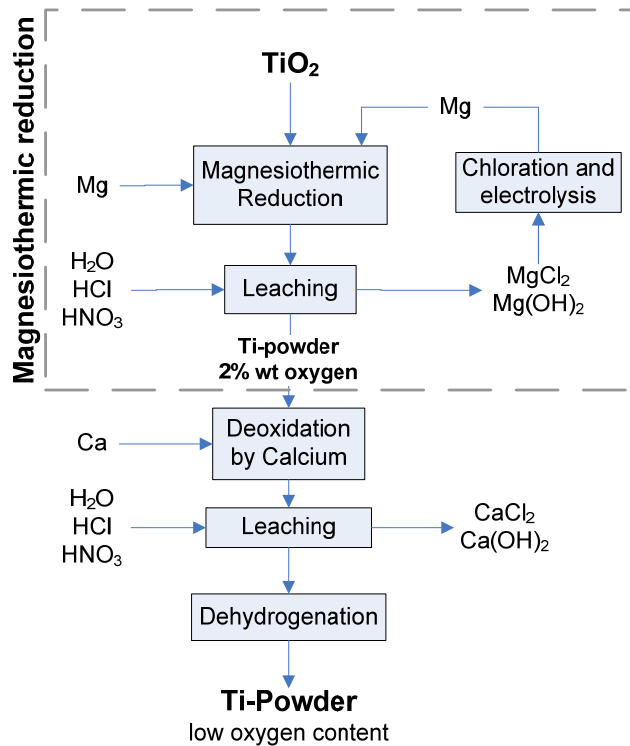 Magnesiothermic reduction
TiO₂
Mg
Magnesiothermic
Reduction
Chloration and
electrolysis
Mg
H₂O
HCl
HNO₃
Leaching
MgCl₂
Mg(OH)₂
Ti-powder
2% wt oxygen
Deoxidation
by Calcium
Ca
H₂O
HCl
HNO₃
Leaching
CaCl₂
Ca(OH)₂
Dehydrogenation
Ti-Powder
low oxygen content